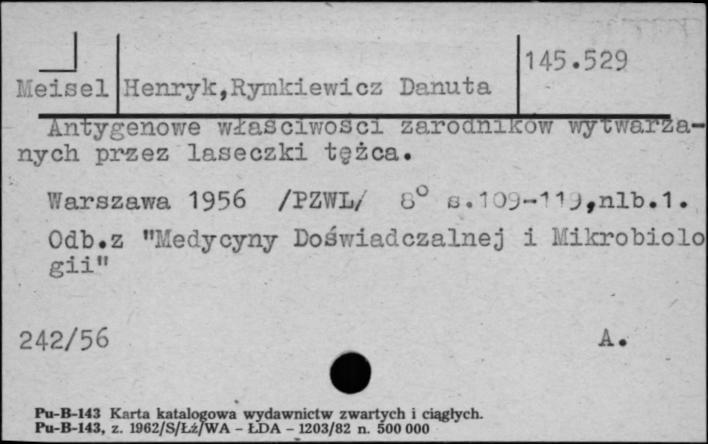 145.529
Meisel Henryk,Rymkiewicz Danuta
Antygenowe właściwości zarodników wytwarza-
nych przez laseczki tężca.
Warszawa 1956 /PZWL/ 8° s.109-119,nlb.1.
Odb.z "Medycyny Doświadczalnej i Mikrobiolo
gii"
242/56 A.
Pu-B-143 Karta katalogowa wydawnictw zwartych i ciągłych.
Pu-B-143, z. 1962/S/Łź/WA - ŁDA - 1203/82 n. 500 000